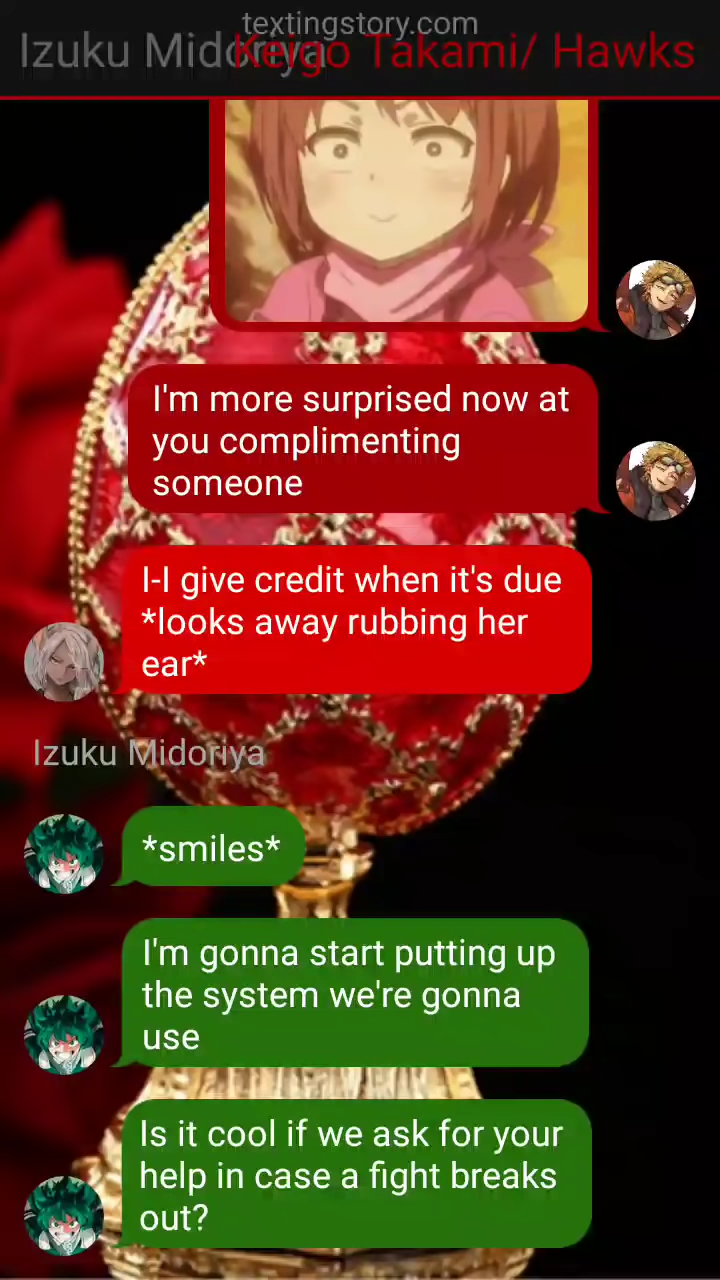 textingstory.com
Izuku Midoriya
Keigo Takami/ Hawks
I'm more surprised now at
you complimenting
someone
I-I give credit when it's due
*looks away rubbing her
ear*
Izuku Midoriya
*smiles*
I'm gonna start putting up
the system we're gonna
use
Is it cool if we ask for your
help in case a fight breaks
out?